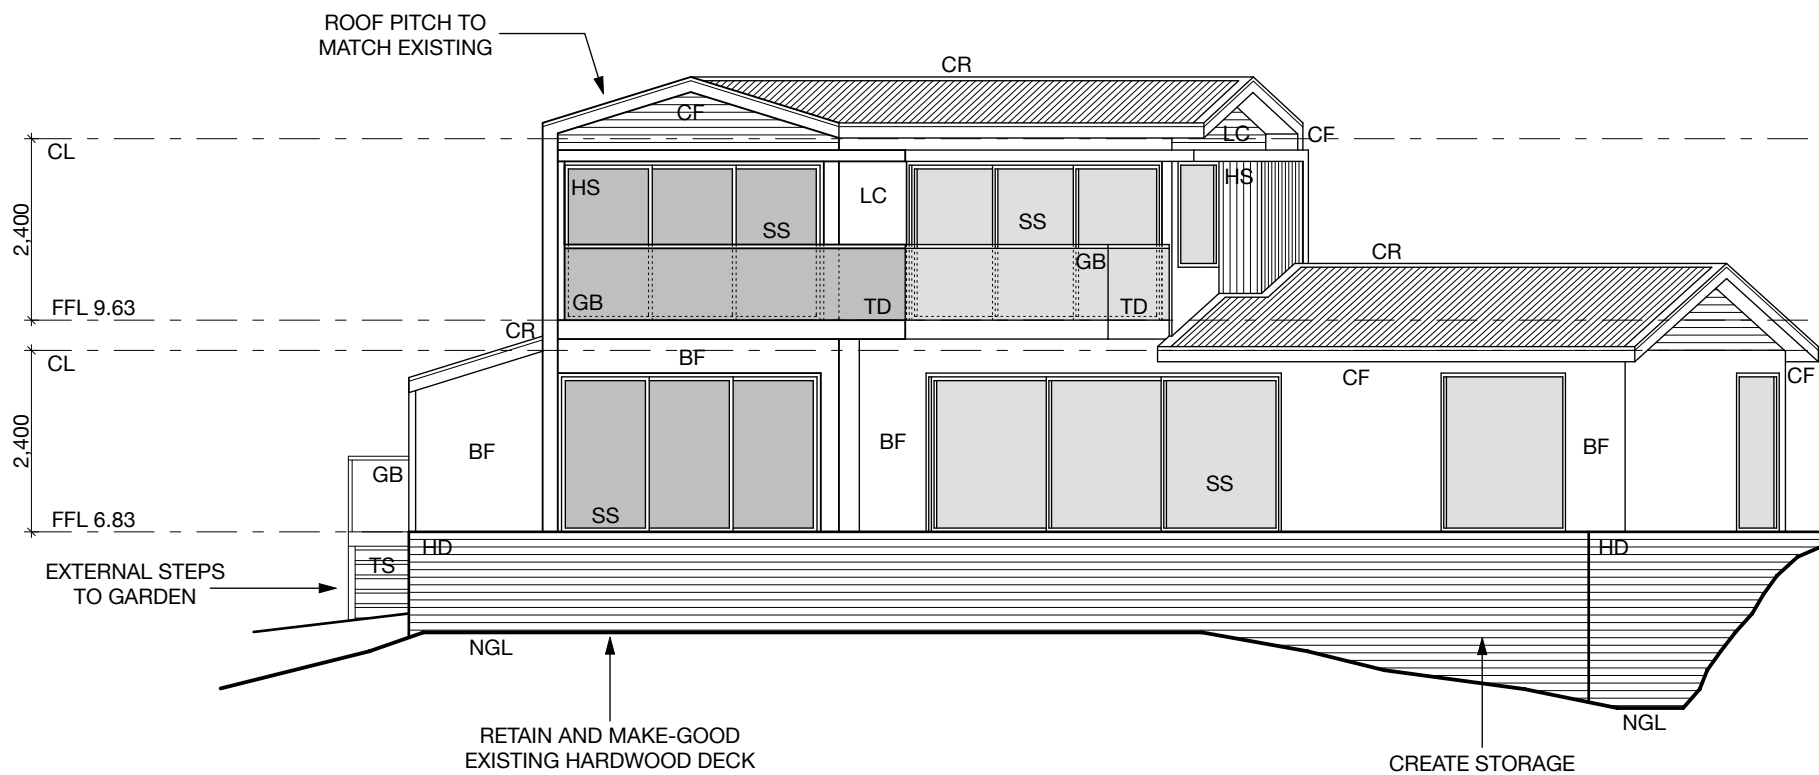 ROOF PITCH TO
MATCH EXISTING
CR
CF
LC
CF
CL
HS
SS
LC
SS
HS
2,400
GB
TD
GB
TD
CR
FFL 9.63
CR
CL
BF
CF
CF
2,400
BF
BF
BF
GB
SS
SS
FFL 6.83
HD
HD
TS
EXTERNAL STEPS
TO GARDEN
NGL
NGL
RETAIN AND MAKE-GOOD
EXISTING HARDWOOD DECK
CREATE STORAGE